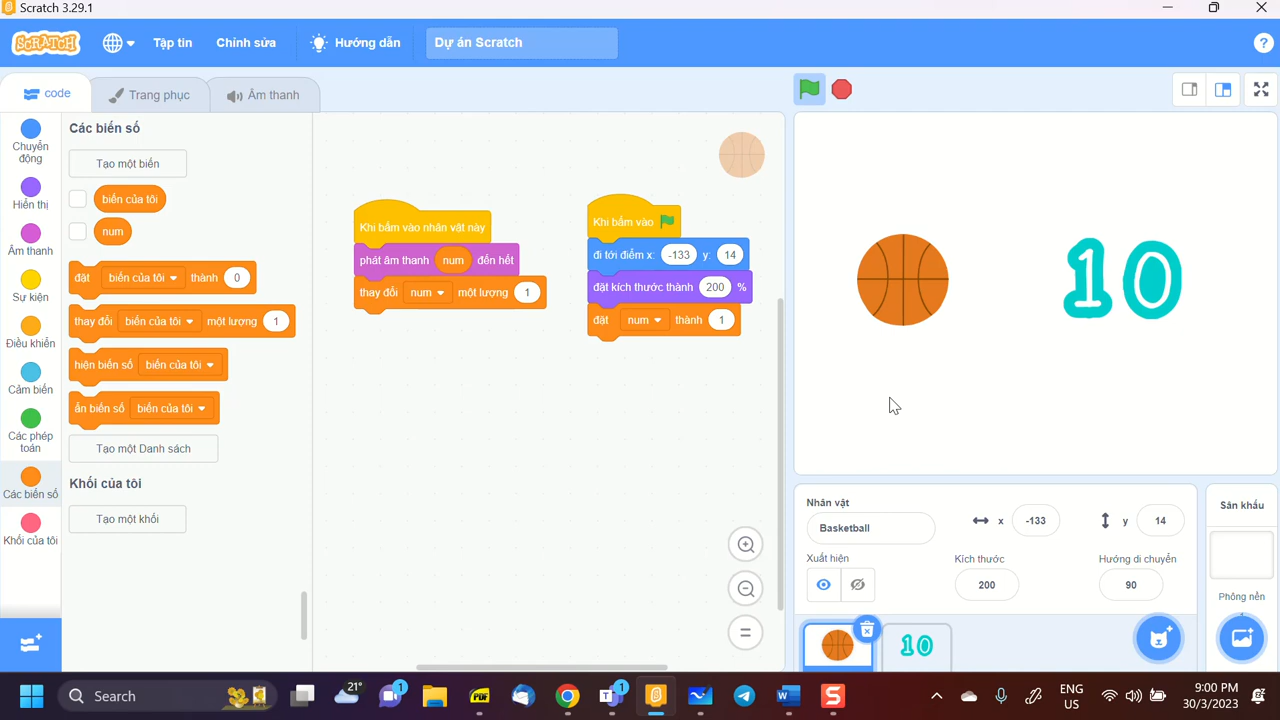 Scratch 3.29.1
SCRATCH
Tập tin
Chỉnh sửa
Hướng dẫn
Dự án Scratch
?
code
Trang phục
Âm thanh
Chuyển động
Hiển thị
Âm thanh
Sự kiện
Điều khiển
Cảm biến
Các phép toán
Các biến số
Khối của tôi
Các biến số
Tạo một biến
biến của tôi
num
đặt biến của tôi thành 0
thay đổi biến của tôi một lượng 1
hiện biến số biến của tôi
ẩn biến số biến của tôi
Tạo một Danh sách
Khối của tôi
Tạo một khối
Khi bấm vào nhân vật này
phát âm thanh num đến hết
thay đổi num một lượng 1
Khi bấm vào
đi tới điểm x: -133 y: 14
đặt kích thước thành 200 %
đặt num thành 1
10
Nhân vật
Basketball
x -133
y 14
Xuất hiện
Kích thước
200
Hướng di chuyển
90
10
Sân khấu
Phông nền
1
Search
21°
1
PDF
1
W
S
ENG
US
9:00 PM
30/3/2023